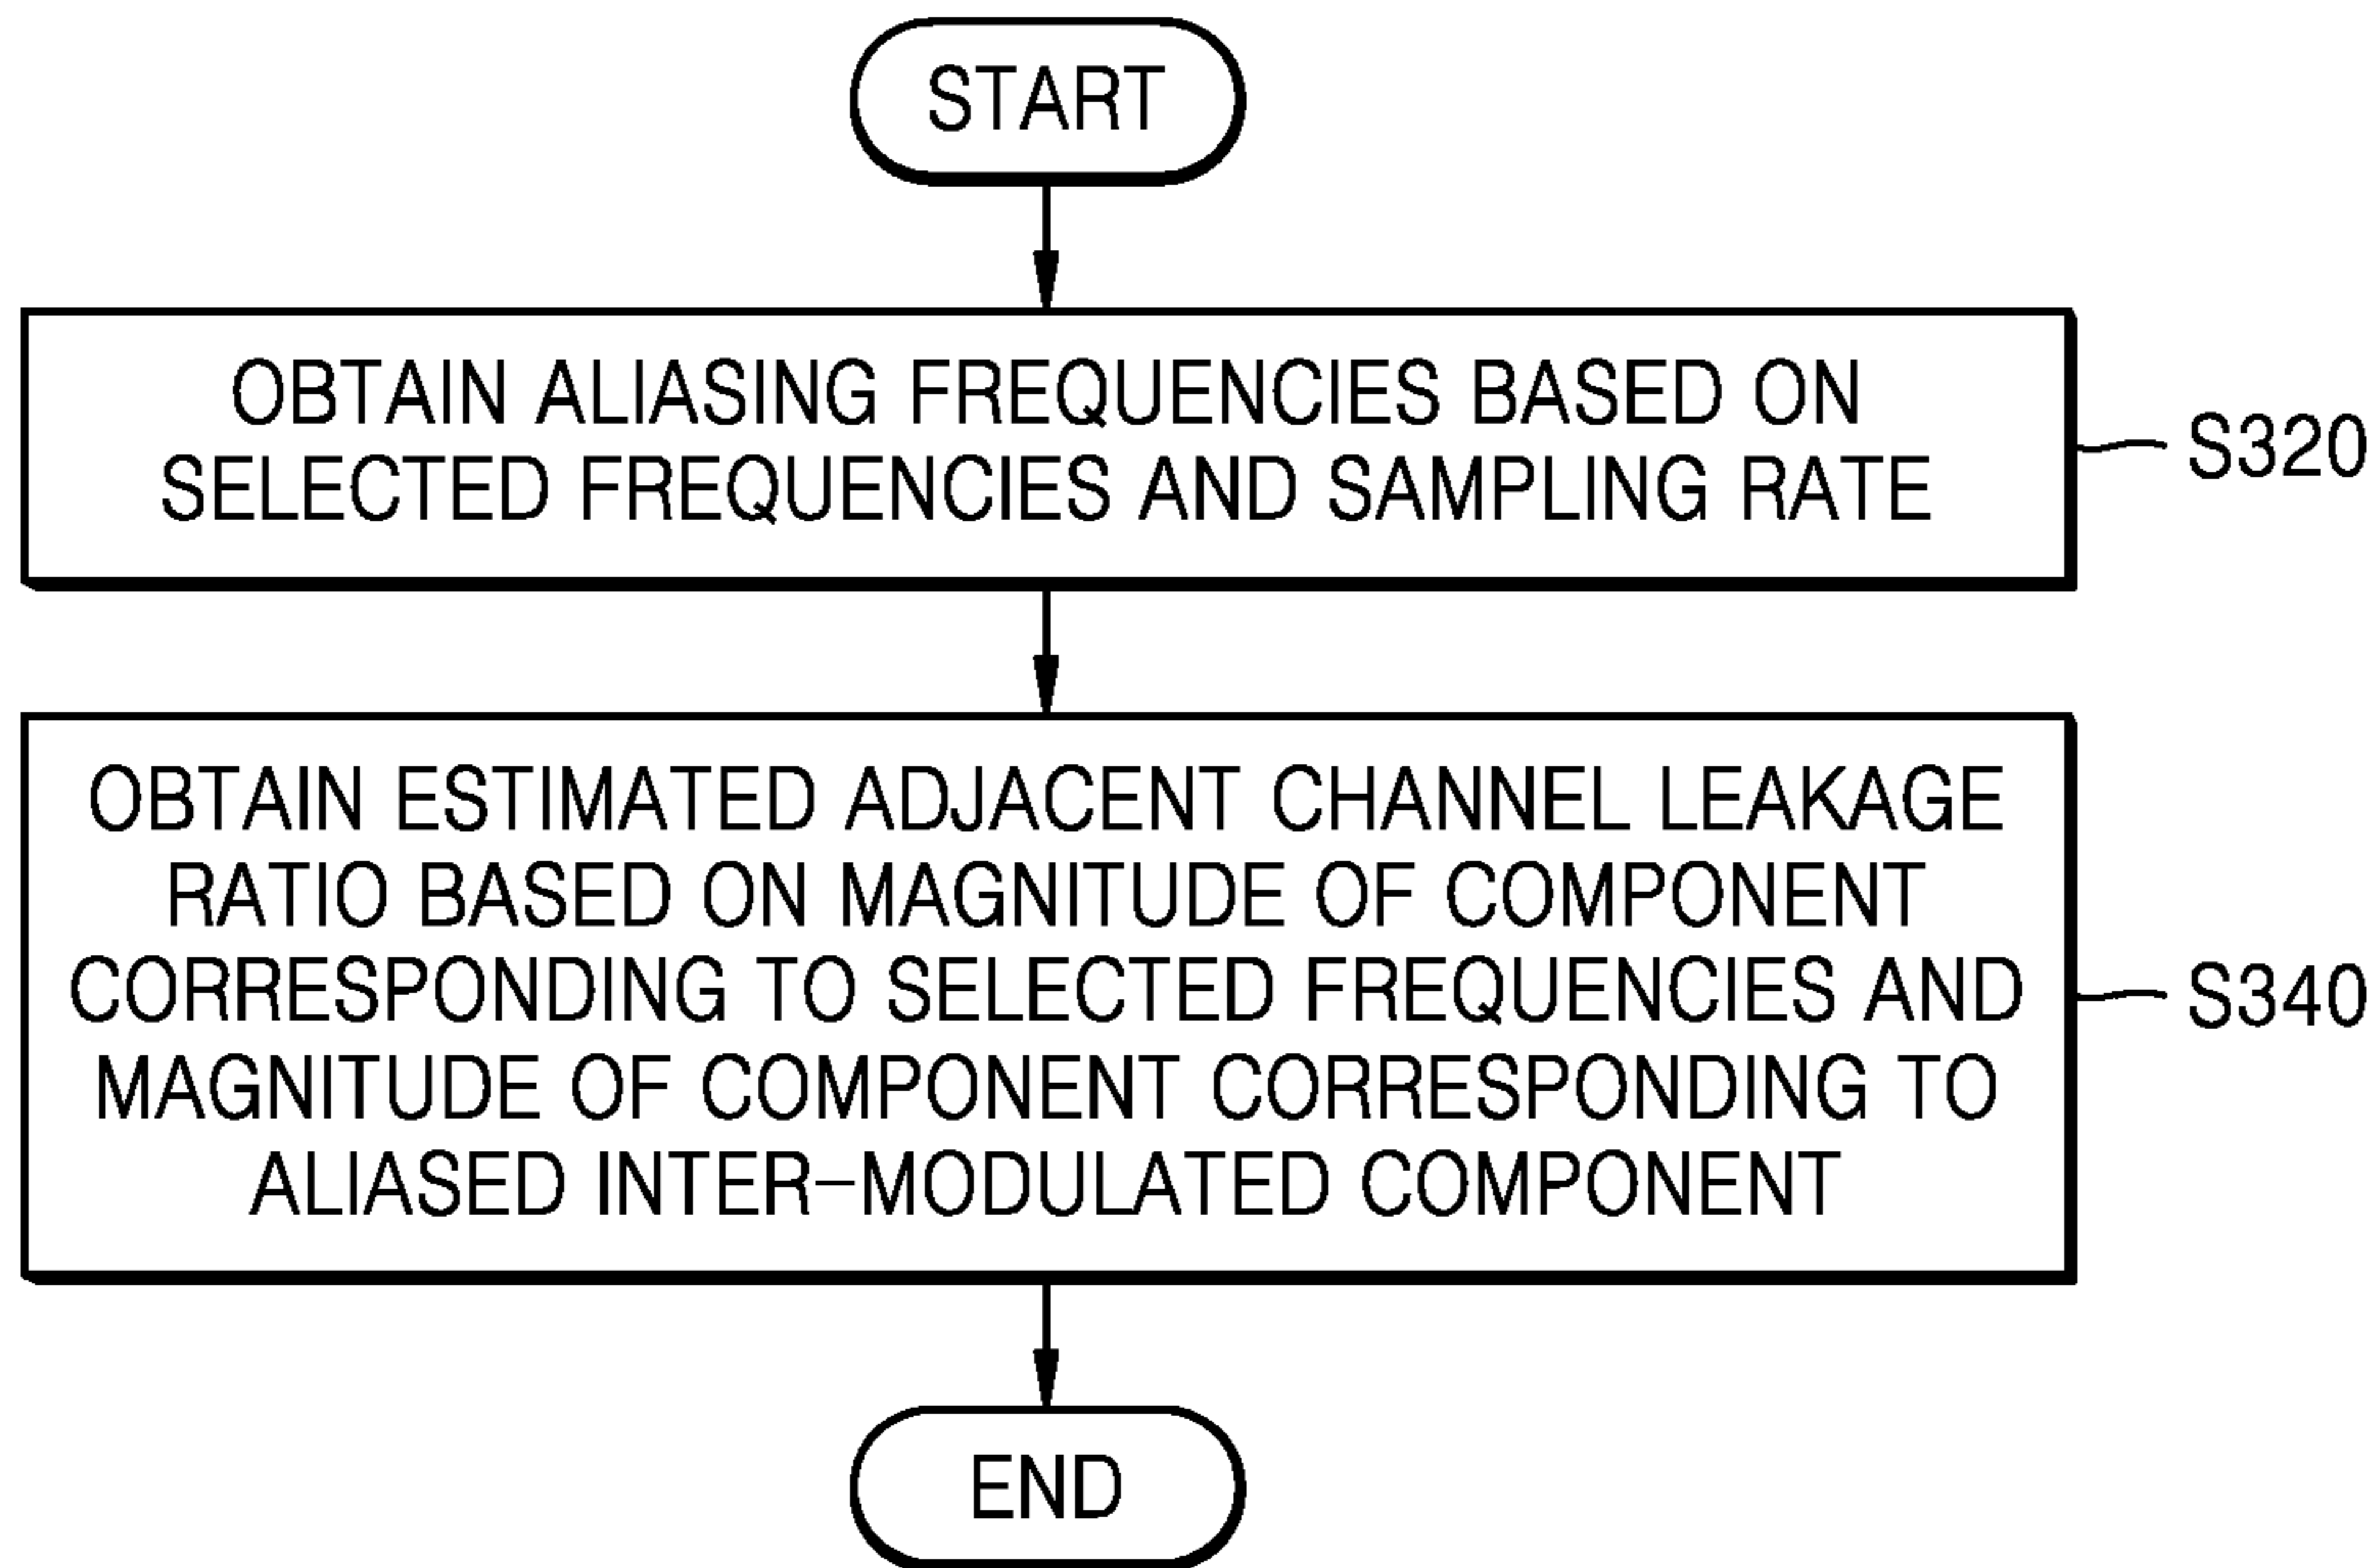 START
OBTAIN ALIASING FREQUENCIES BASED ON
SELECTED FREQUENCIES AND SAMPLING RATE
S320
OBTAIN ESTIMATED ADJACENT CHANNEL LEAKAGE
RATIO BASED ON MAGNITUDE OF COMPONENT
CORRESPONDING TO SELECTED FREQUENCIES AND
MAGNITUDE OF COMPONENT CORRESPONDING TO
ALIASED INTER-MODULATED COMPONENT
S340
END